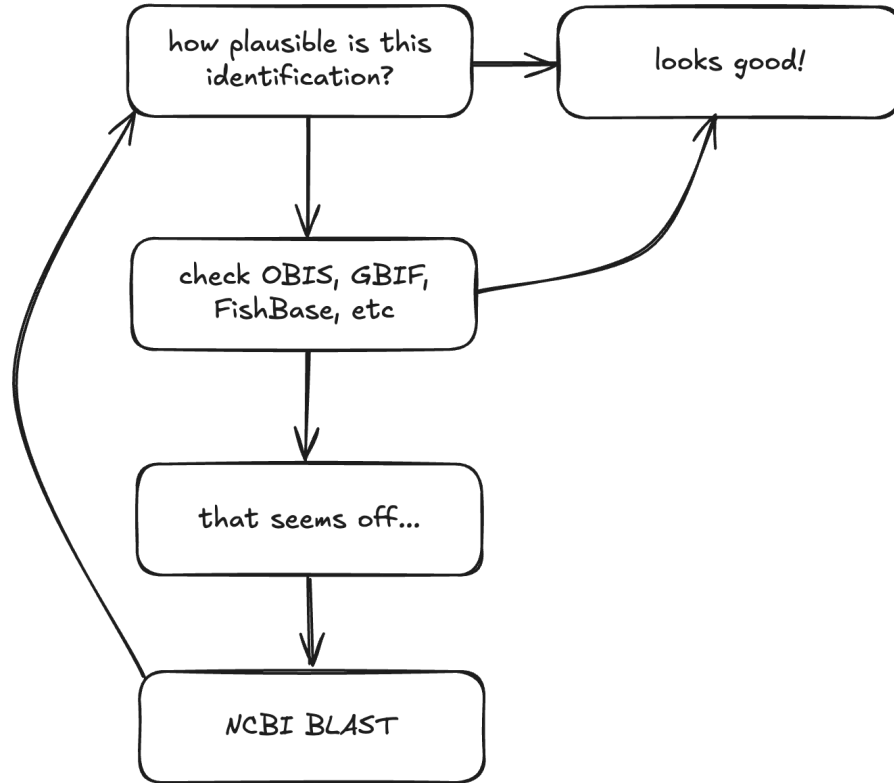 how plausible is this
identification?
looks good!
check OBIS, GBIF,
FishBase, etc
that seems off...
NCBI BLAST